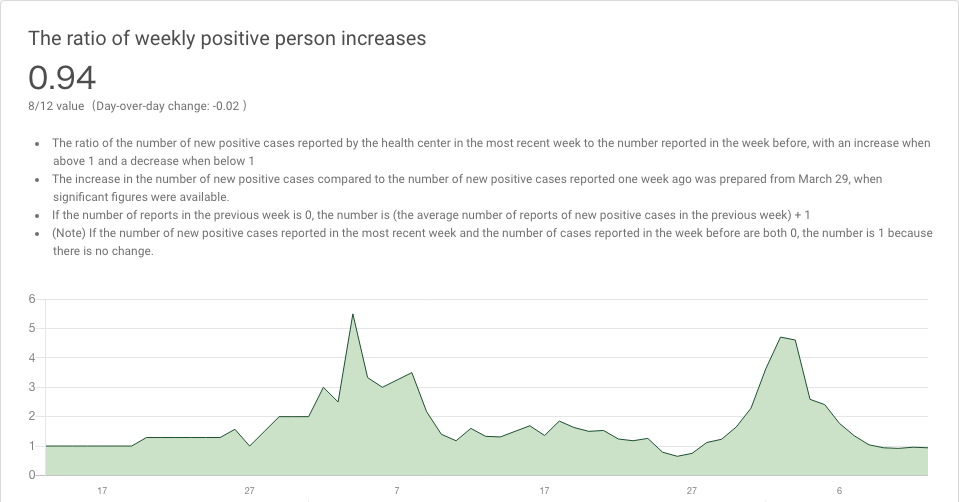 The ratio of weekly positive person increases
0.94
8/12 value（Day-over-day change: -0.02 ）
• The ratio of the number of new positive cases reported by the health center in the most recent week to the number reported in the week before, with an increase when
above 1 and a decrease when below 1
• The increase in the number of new positive cases compared to the number of new positive cases reported one week ago was prepared from March 29, when
significant figures were available.
• If the number of reports in the previous week is 0, the number is (the average number of reports of new positive cases in the previous week) + 1
• (Note) If the number of new positive cases reported in the most recent week and the number of cases reported in the week before are both 0, the number is 1 because
there is no change.
6
5
4
3
2
1
0
17 27 7 17 27 6